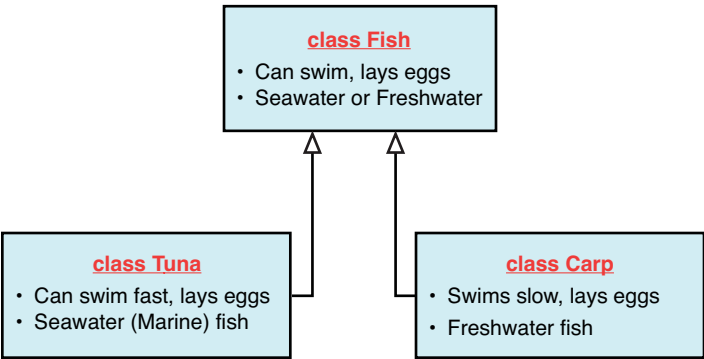 class Fish
• Can swim, lays eggs
• Seawater or Freshwater
class Tuna
• Can swim fast, lays eggs
• Seawater (Marine) fish
class Carp
• Swims slow, lays eggs
• Freshwater fish